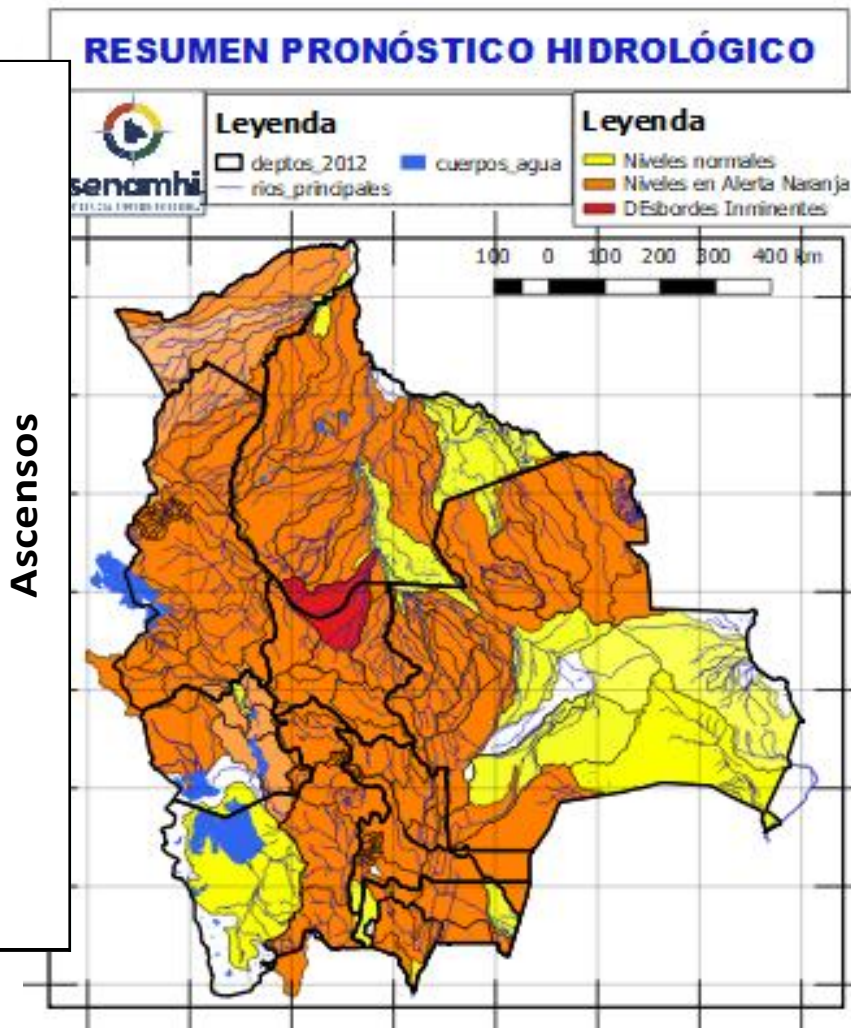 RESUMEN PRONÓSTICO HIDROLÓGICO
Ascensos
senamhi
Leyenda
deptos_2012
cuerpos_agua
rios_principales
Leyenda
Niveles normales
Niveles en Alerta Naranja
DEsbordes Inminentes
100 0 100 200 300 400 km